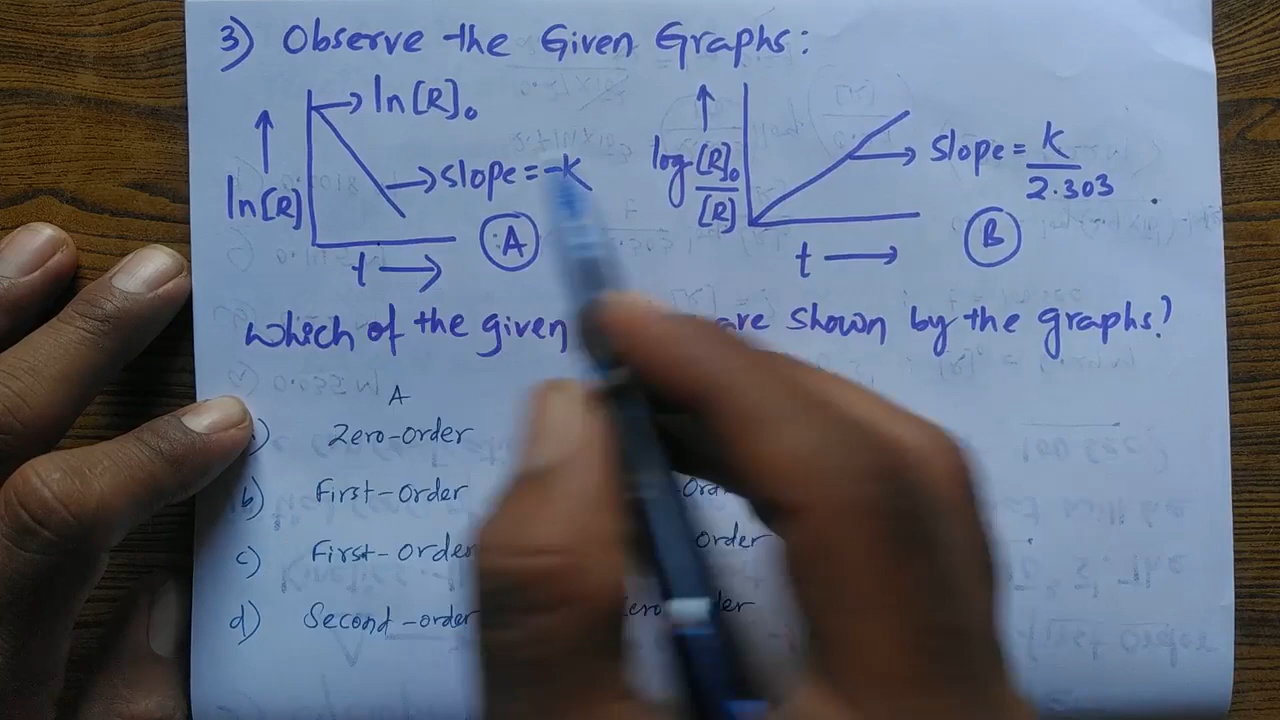 3) Observe the Given Graphs:
ln[R]₀
ln[R]
slope=-K
t
A
log [R]₀
[R]
slope = K
2.303
t
B
Which of the given are shown by the graphs?
A
Zero-order
b) First-order
c) First-order order
d) Second-order